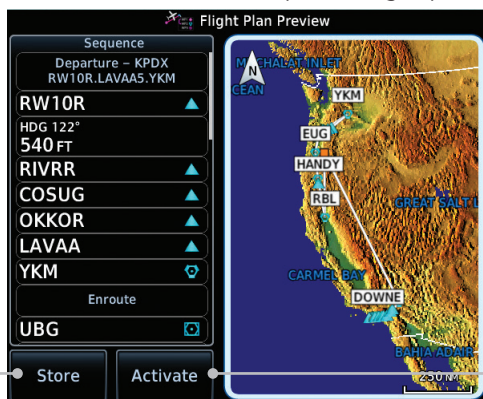 Flight Plan Preview
Sequence
Departure – KPDX
RW10R.LAVAA5.YKM
RW10R
HDG 122°
540 FT
RIVRR
COSUG
OKKOR
LAVAA
YKM
Enroute
UBG
Store
Activate
N
CEAN
YKM
EUG
HANDY
RBL
GREAT SALT L
CARMEL BAY
DOWNE
BAHIA ADAIR
250 NM